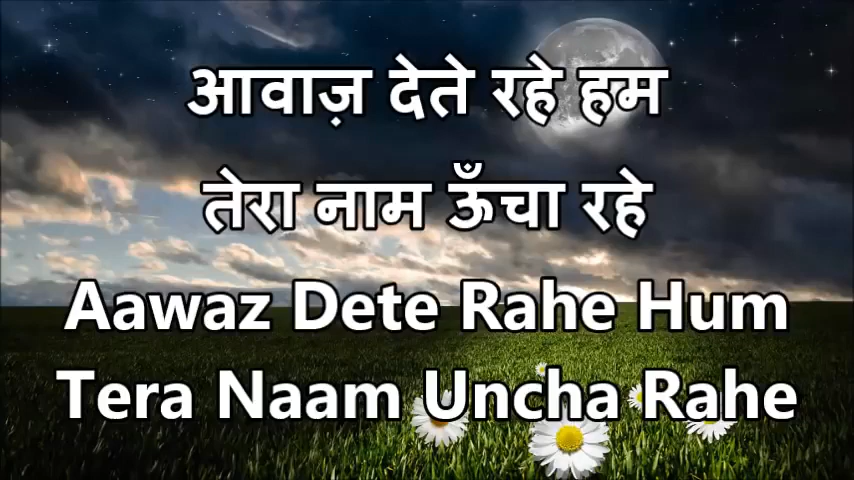 आवाज़ देते रहे हम
तेरा नाम ऊँचा रहे
Aawaz Dete Rahe Hum
Tera Naam Uncha Rahe